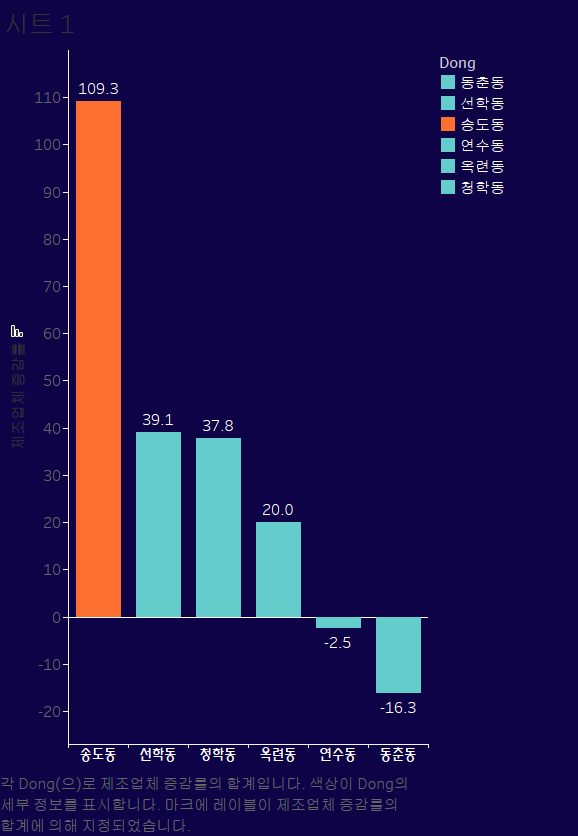 시트 1
Dong
동춘동
선학동
송도동
연수동
옥련동
청학동
제조업체 증감률
110
100
90
80
70
60
50
40
30
20
10
0
-10
-20
109.3
39.1
37.8
20.0
-2.5
-16.3
송도동 선학동 청학동 옥련동 연수동 동춘동
각 Dong(으)로 제조업체 증감률의 합계입니다. 색상이 Dong의
세부 정보를 표시합니다. 마크에 레이블이 제조업체 증감률의
합계에 의해 지정되었습니다.